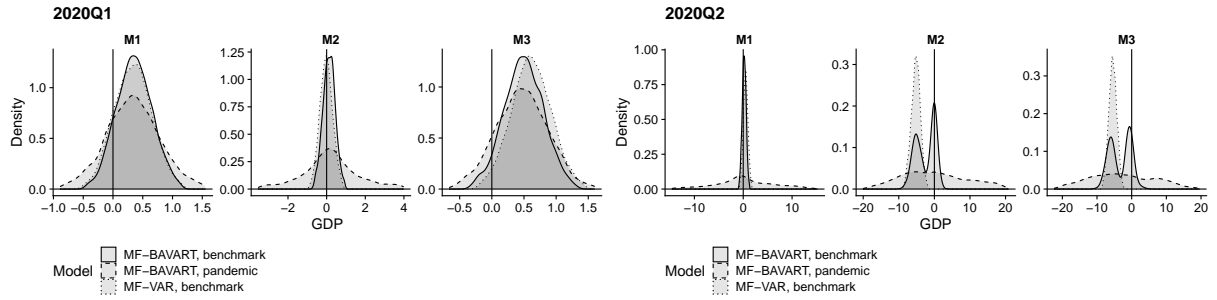 2020Q1
M1
M2
M3
Density
0.0
0.5
1.0
−1.0 −0.5 0.0 0.5 1.0 1.5
0.00
0.25
0.50
0.75
1.00
1.25
−2 0 2 4
0.0
0.5
1.0
−0.5 0.0 0.5 1.0 1.5
GDP
Model
MF−BAVART, benchmark
MF−BAVART, pandemic
MF−VAR, benchmark
2020Q2
M1
M2
M3
Density
0.00
0.25
0.50
0.75
1.00
−10 0 10
0.0
0.1
0.2
0.3
−20 −10 0 10 20
0.0
0.1
0.2
0.3
−20 −10 0 10 20
GDP
Model
MF−BAVART, benchmark
MF−BAVART, pandemic
MF−VAR, benchmark